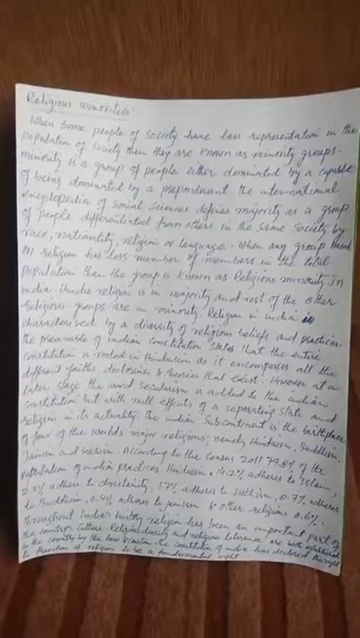 Religious minorities
When some people of society have less representation in the
population of society then they are known as minority groups.
minority is a group of people either dominated by a capable
of being dominated by a prepondnant the international
encyclopedia of Social Sciences defines majority as a group
of people differentiated from others in the same society by
race, nationality, religion or language. When any group based
on religion has less number of members in the total
population than the group is known as Religious minority In
india Hindu religion is in majority and rest of the other
religious groups are in minority. Religion in india is
characterised by a diversity of religious beliefs and practices.
the preamble of indian constitution states that the entire
constitution is rooted in Hinduism as it encompasses all the
different faiths, doctrines & theories that exist. However at a
later stage the word secularism is added to the indian
constitution but with null effects of a seperating state and
religion in its actuality. The indian Subcontinent is the birthplace
of four of the worlds major religions, namely Hinduism, Buddhism,
Jainism and Sikhism. According to the Census 2011 79.8% of the
population of india practices Hinduism, 14.2% adheres to Islam,
2.3% adhere to christianity, 1.7% adheres to Sikhism, 0.7% adheres
to Buddhism, 0.4% adheres to jainism & other religions 0.6%.
Throughout India's history religion has been an important part of
the country's Culture. Religious diversity and religious tolerance are both established
in the country by the law the constitution of india has declared the right
to freedom of religion to be a fundamental right